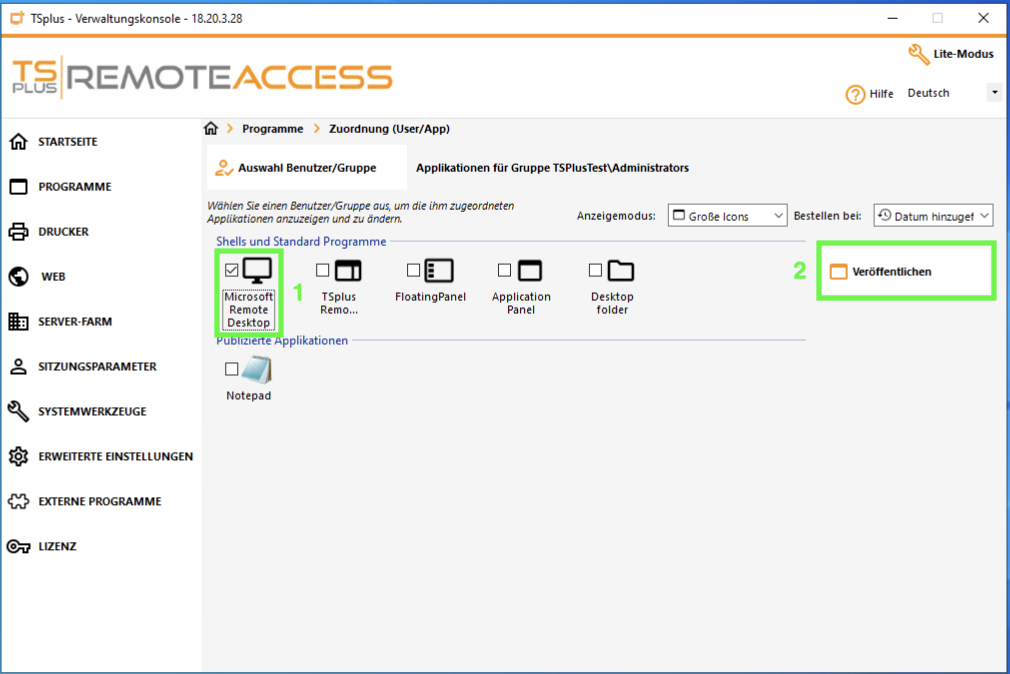 TSplus - Verwaltungskonsole - 18.20.3.28
Lite-Modus
TS PLUS REMOTEACCESS
Hilfe Deutsch
STARTSEITE
PROGRAMME
DRUCKER
WEB
SERVER-FARM
SITZUNGSPARAMETER
SYSTEMWERKZEUGE
ERWEITERTE EINSTELLUNGEN
EXTERNE PROGRAMME
LIZENZ
Programme Zuordnung (User/App)
Auswahl Benutzer/Gruppe
Applikationen für Gruppe TSPlusTest\Administrators
Wählen Sie einen Benutzer/Gruppe aus, um die ihm zugeordneten
Applikationen anzuzeigen und zu ändern.
Anzeigemodus: Große Icons Bestellen bei: Datum hinzugef
Shells und Standard Programme
Microsoft
Remote
Desktop
1
TSplus
Remo...
FloatingPanel
Application
Panel
Desktop
folder
2
Veröffentlichen
Publizierte Applikationen
Notepad